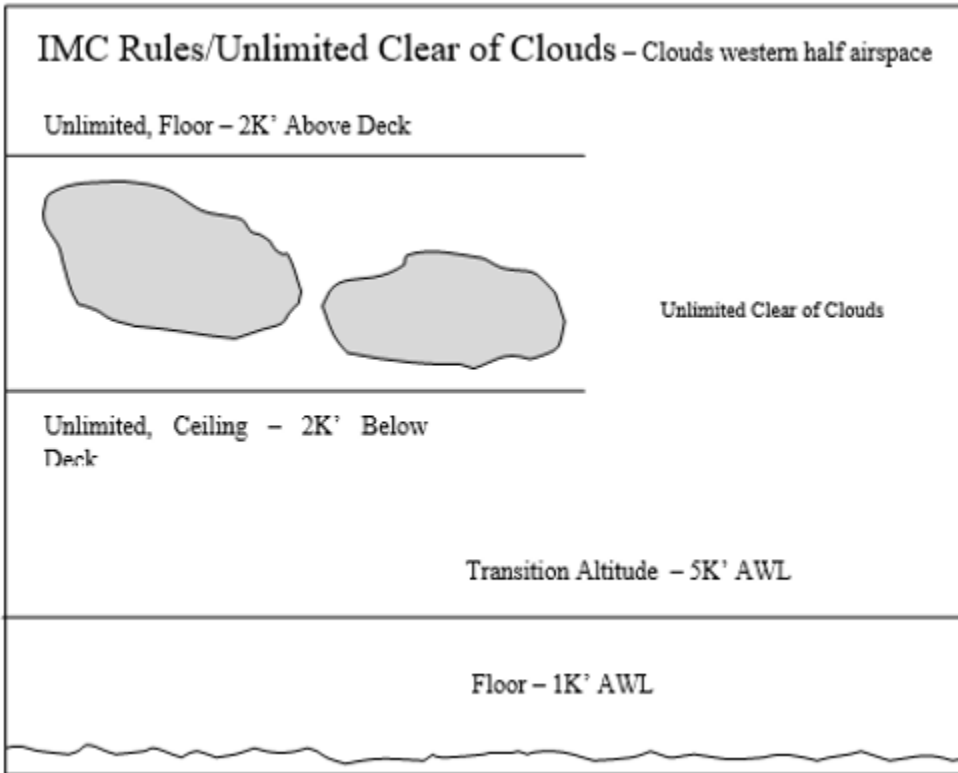 IMC Rules/Unlimited Clear of Clouds – Clouds western half airspace
Unlimited, Floor – 2K’ Above Deck
Unlimited Clear of Clouds
Unlimited, Ceiling – 2K’ Below
Deck
Transition Altitude – 5K’ AWL
Floor – 1K’ AWL